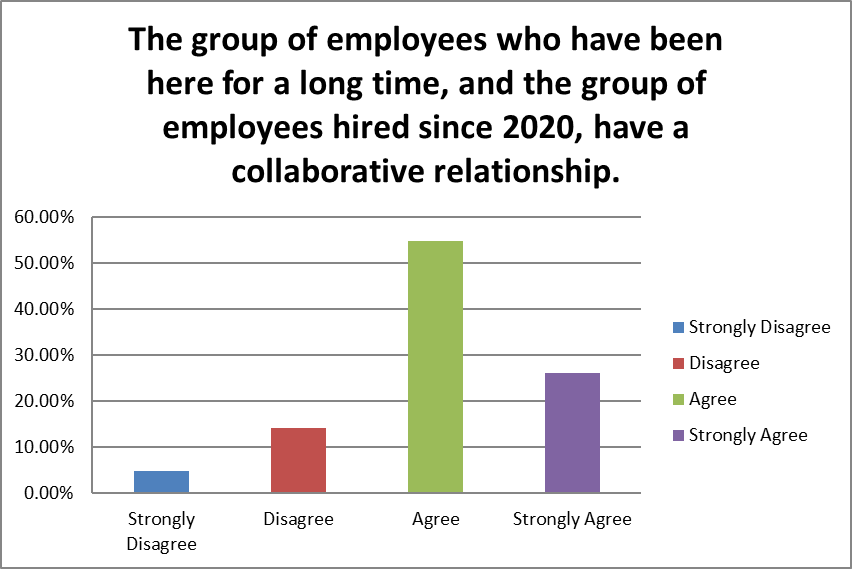 The group of employees who have been
here for a long time, and the group of
employees hired since 2020, have a
collaborative relationship.
60.00%
50.00%
40.00%
30.00%
20.00%
10.00%
0.00%
Strongly
Disagree
Disagree
Agree
Strongly Agree
Strongly Disagree
Disagree
Agree
Strongly Agree